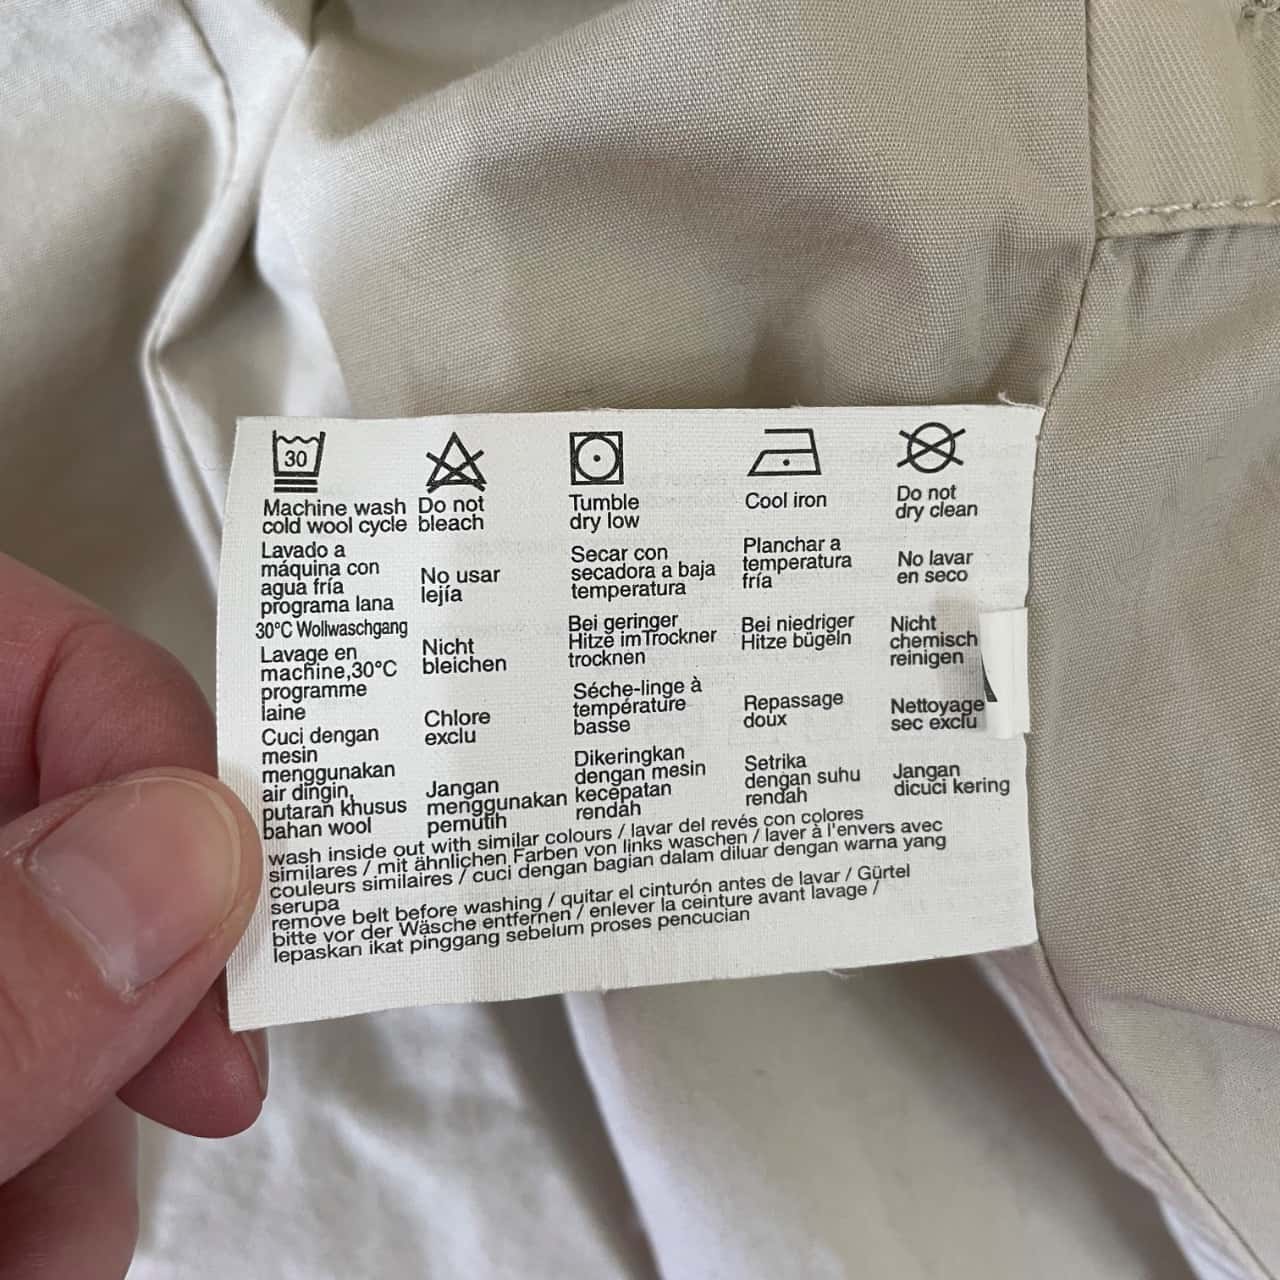 30
Machine wash
cold wool cycle
Lavado a
máquina con
agua fría
programa lana
30°C Wollwaschgang
Lavage en
machine,30°C
programme
laine
Cuci dengan
mesin
menggunakan
air dingin,
putaran khusus
bahan wool
Do not
bleach
No usar
lejía
Nicht
bleichen
Chlore
exclu
Jangan
menggunakan
pemutih
Tumble
dry low
Secar con
secadora a baja
temperatura
Bei geringer
Hitze im Trockner
trocknen
Séche-linge à
température
basse
Dikeringkan
dengan mesin
kecepatan
rendah
Cool iron
Planchar a
temperatura
fría
Bei niedriger
Hitze bügeln
Repassage
doux
Setrika
dengan suhu
rendah
Do not
dry clean
No lavar
en seco
Nicht
chemisch
reinigen
Nettoyage
sec exclu
Jangan
dicuci kering
wash inside out with similar colours / lavar del revés con colores
similares / mit ähnlichen Farben von links waschen / laver à l'envers avec
couleurs similaires / cuci dengan bagian dalam diluar dengan warna yang
serupa
remove belt before washing / quitar el cinturón antes de lavar / Gürtel
bitte vor der Wäsche entfernen / enlever la ceinture avant lavage /
lepaskan ikat pinggang sebelum proses pencucian